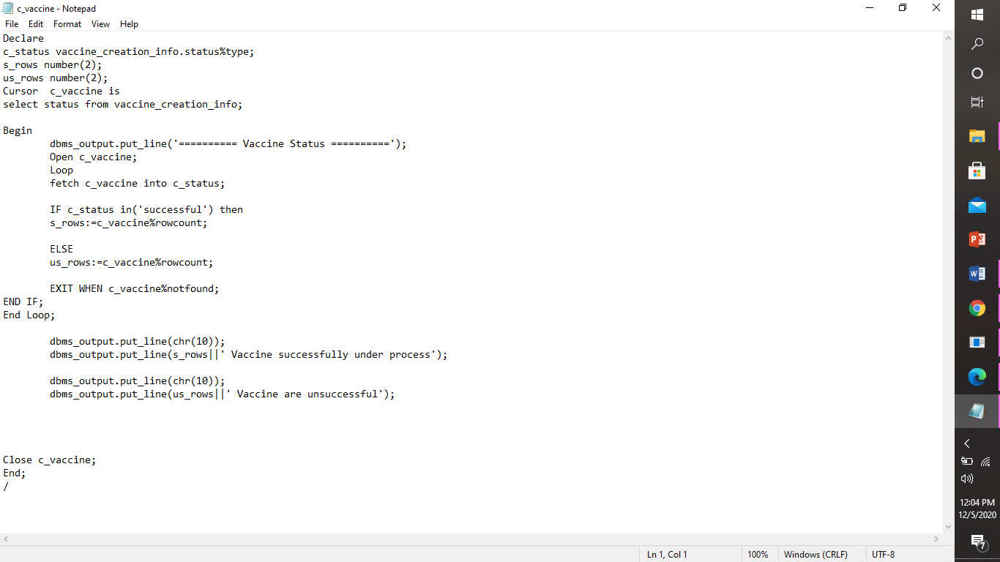 c_vaccine - Notepad
File Edit Format View Help
Declare
c_status vaccine_creation_info.status%type;
s_rows number(2);
us_rows number(2);
Cursor  c_vaccine is
select status from vaccine_creation_info;
Begin
dbms_output.put_line('========== Vaccine Status ==========');
Open c_vaccine;
Loop
fetch c_vaccine into c_status;
IF c_status in('successful') then
s_rows:=c_vaccine%rowcount;
ELSE
us_rows:=c_vaccine%rowcount;
EXIT WHEN c_vaccine%notfound;
END IF;
End Loop;
dbms_output.put_line(chr(10));
dbms_output.put_line(s_rows||' Vaccine successfully under process');
dbms_output.put_line(chr(10));
dbms_output.put_line(us_rows||' Vaccine are unsuccessful');
Close c_vaccine;
End;
/
Ln 1, Col 1 100% Windows (CRLF) UTF-8
P
W
12:04 PM
12/5/2020
7